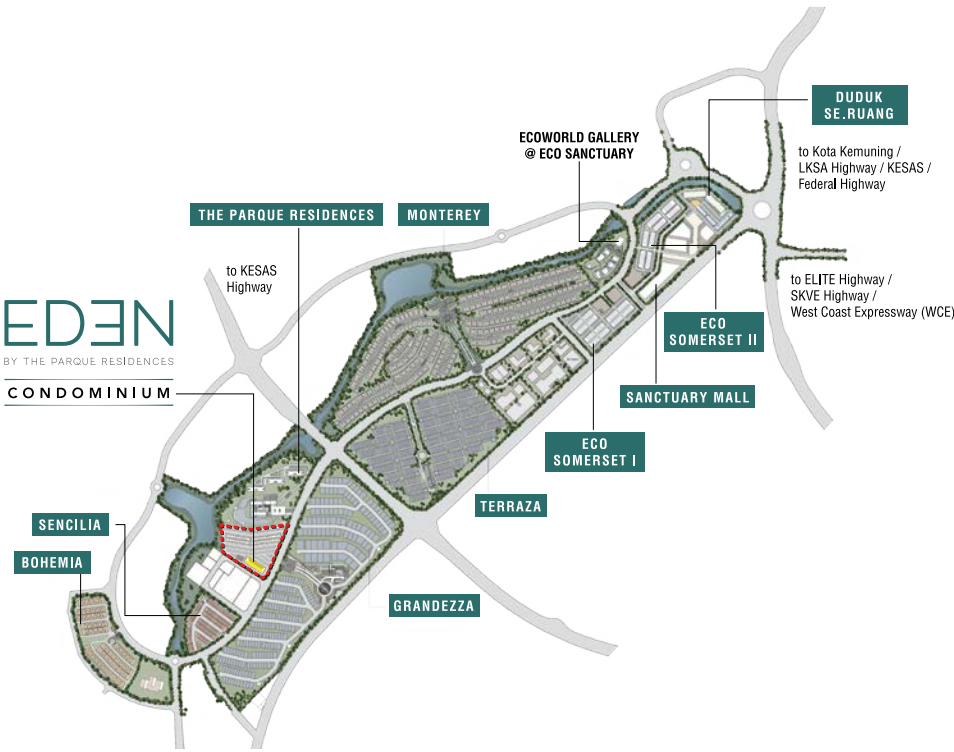 DUDUK
SE.RUANG
to Kota Kemuning /
LKSA Highway / KESAS /
Federal Highway
ECOWORLD GALLERY
@ ECO SANCTUARY
THE PARQUE RESIDENCES
MONTEREY
to KESAS
Highway
to ELITE Highway /
SKVE Highway /
West Coast Expressway (WCE)
EDEN
BY THE PARQUE RESIDENCES
CONDOMINIUM
ECO
SOMERSET II
SANCTUARY MALL
ECO
SOMERSET I
TERRAZA
SENCILIA
BOHEMIA
GRANDEZZA